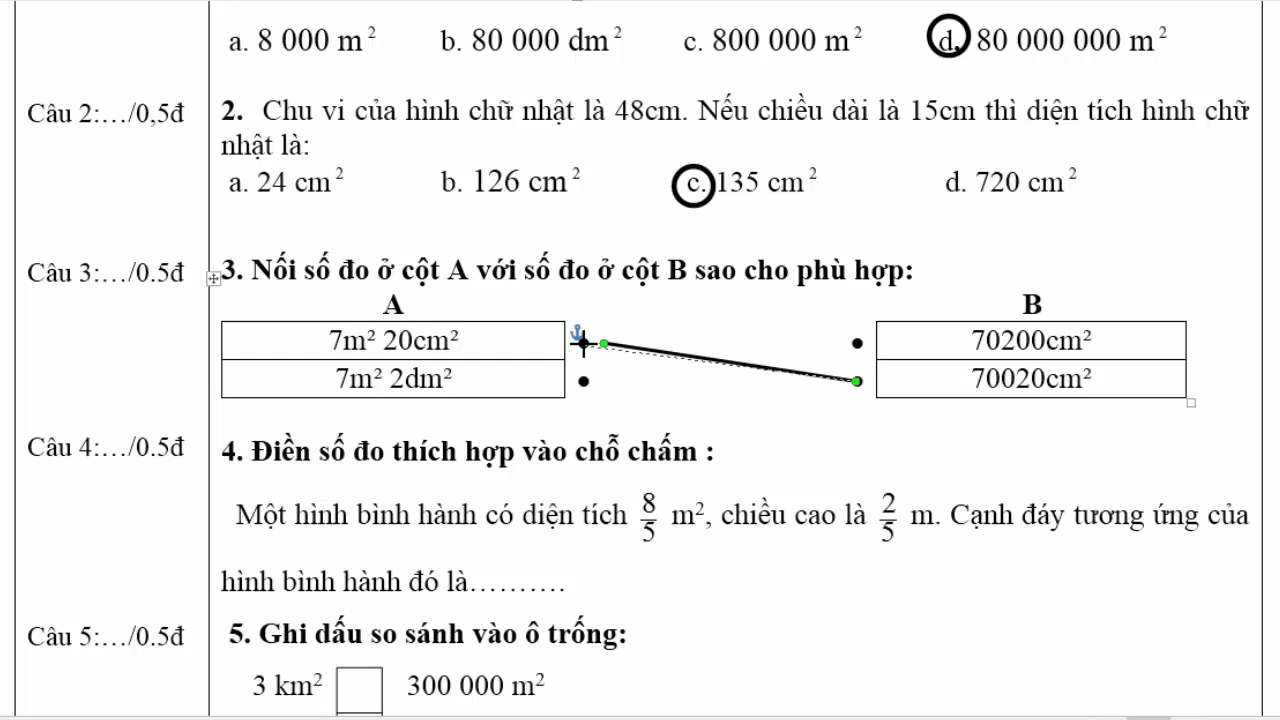 a. 8 000 m² b. 80 000 dm² c. 800 000 m² d. 80 000 000 m²
Câu 2:…/0,5đ 2. Chu vi của hình chữ nhật là 48cm. Nếu chiều dài là 15cm thì diện tích hình chữ
nhật là:
a. 24 cm² b. 126 cm² c. 135 cm² d. 720 cm²
Câu 3:…/0.5đ 3. Nối số đo ở cột A với số đo ở cột B sao cho phù hợp:
A B
7m² 20cm² 70200cm²
7m² 2dm² 70020cm²
Câu 4:…/0.5đ 4. Điền số đo thích hợp vào chỗ chấm :
Một hình bình hành có diện tích 8/5 m², chiều cao là 2/5 m. Cạnh đáy tương ứng của
hình bình hành đó là……….
Câu 5:…/0.5đ 5. Ghi dấu so sánh vào ô trống:
3 km² 300 000 m²